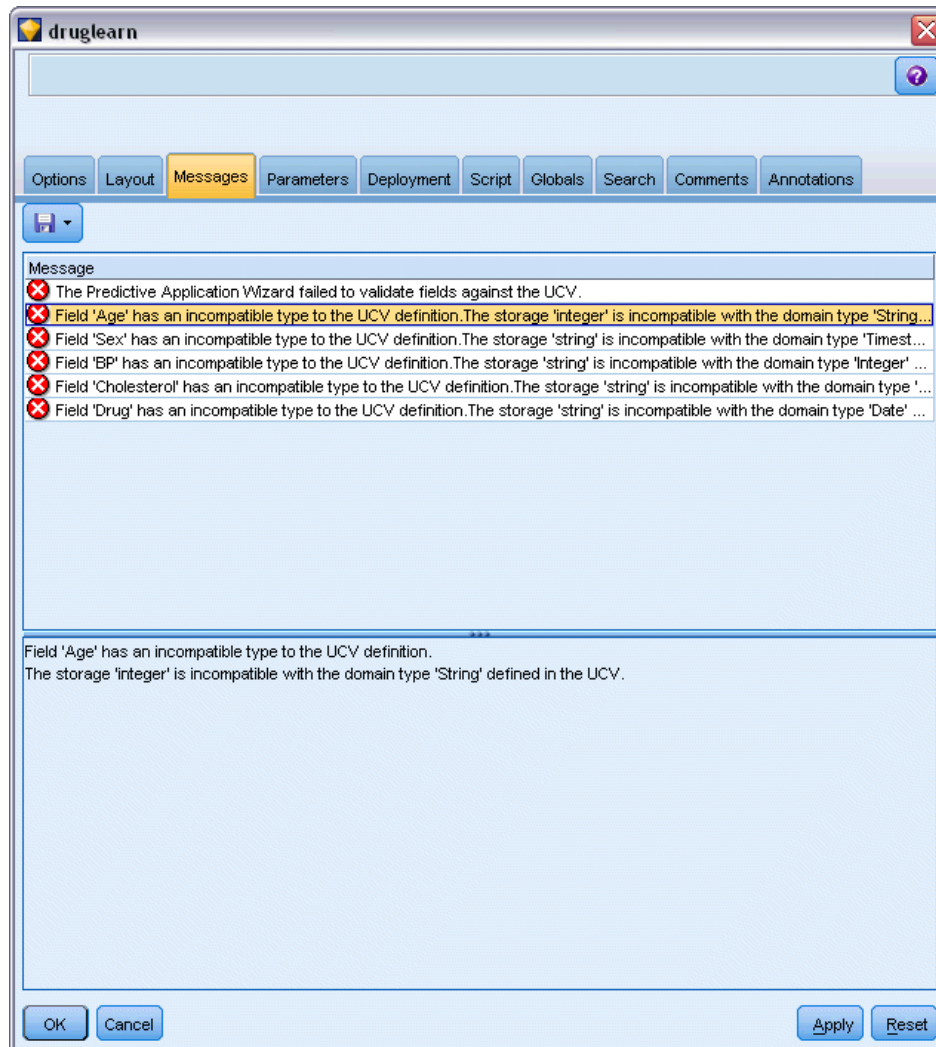 druglearn
?
Options Layout Messages Parameters Deployment Script Globals Search Comments Annotations
Message
The Predictive Application Wizard failed to validate fields against the UCV.
Field 'Age' has an incompatible type to the UCV definition.The storage 'integer' is incompatible with the domain type 'String...
Field 'Sex' has an incompatible type to the UCV definition.The storage 'string' is incompatible with the domain type 'Timest...
Field 'BP' has an incompatible type to the UCV definition.The storage 'string' is incompatible with the domain type 'Integer' ...
Field 'Cholesterol' has an incompatible type to the UCV definition.The storage 'string' is incompatible with the domain type '...
Field 'Drug' has an incompatible type to the UCV definition.The storage 'string' is incompatible with the domain type 'Date' ...
Field 'Age' has an incompatible type to the UCV definition.
The storage 'integer' is incompatible with the domain type 'String' defined in the UCV.
OK Cancel Apply Reset